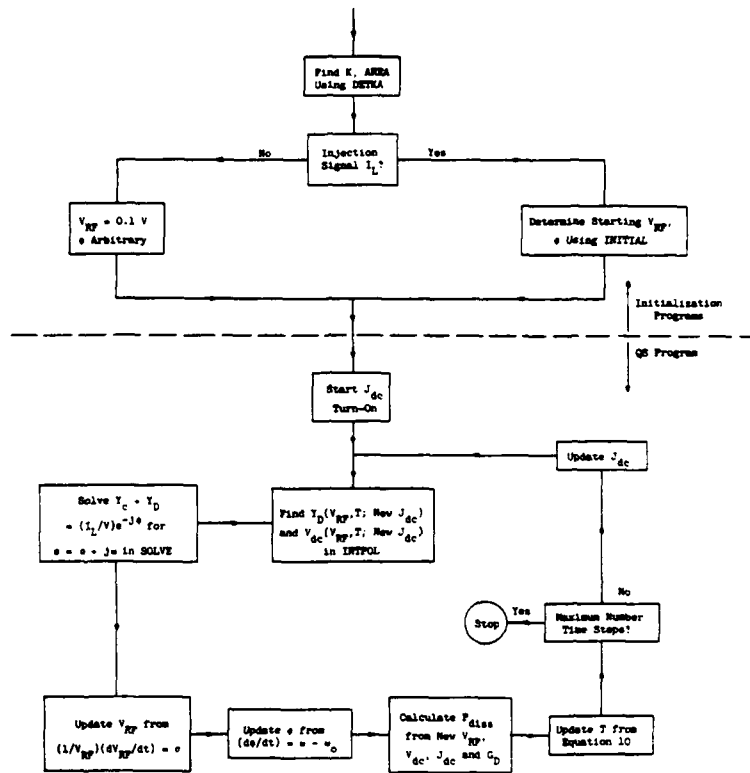 Find K, AREA
Using DETKA
Injection
Signal I_L?
No
Yes
V_RF = 0.1 V
φ Arbitrary
Determine Starting V_RF,
φ Using INITIAL
Initialization
Programs
QS Program
Start J_dc
Turn-On
Update J_dc
Solve Y_c + Y_D
= (I_L/V)e^-jφ for
s = σ + jω in SOLVE
Find Y_D(V_RF,T; New J_dc)
and V_dc(V_RF,T; New J_dc)
in INTPOL
No
Yes
Stop
Maximum Number
Time Steps?
Update V_RF from
(1/V_RF)(dV_RF/dt) = σ
Update φ from
(dφ/dt) = ω - ω_o
Calculate P_diss
from New V_RF,
V_dc, J_dc and G_D
Update T from
Equation 10